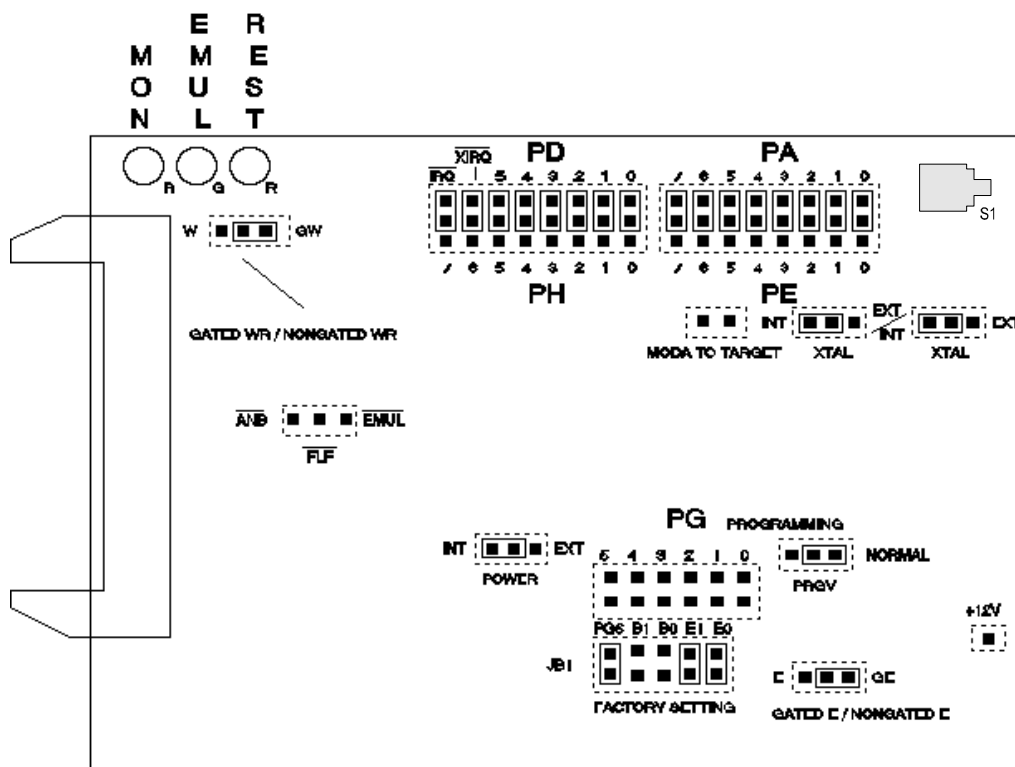 MON EMUL REST
R G R
XIRQ PD PA
IRQ 5 4 3 2 1 0 7 6 5 4 3 2 1 0
S1
W GW
7 6 5 4 3 2 1 0 7 6 5 4 3 2 1 0
PH PE
GATED WR / NONGATED WR
INT EXT / INT EXT
MODA TO TARGET XTAL XTAL
AND EMUL
FLF
PG PROGRAMMING
INT EXT 5 4 3 2 1 0 NORMAL
POWER PRGV
+12V
PG6 B1 B0 E1 E0
JB1
E GE
FACTORY SETTING GATED E / NONGATED E